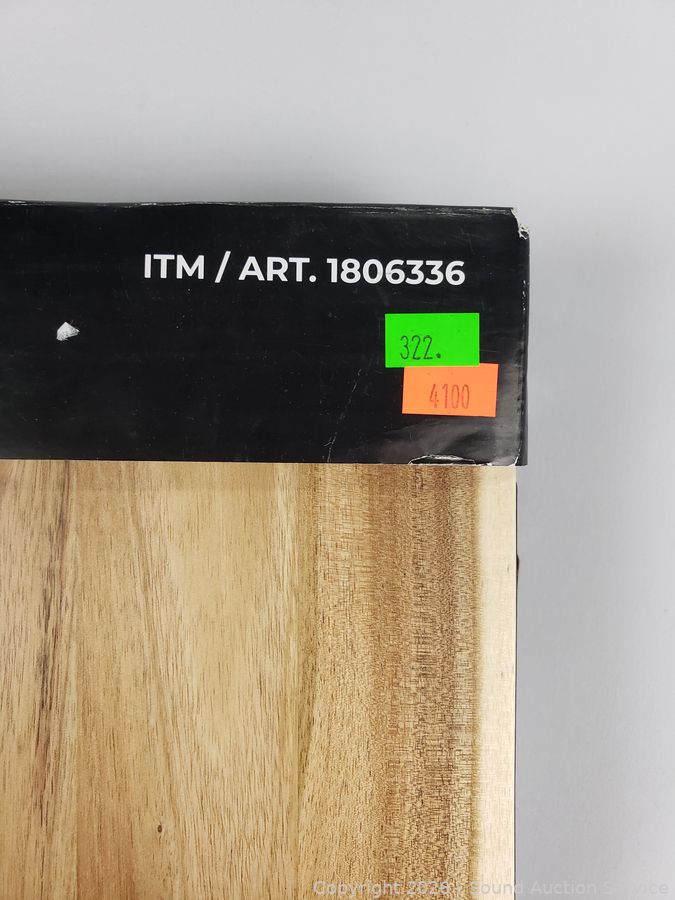 ITM / ART. 1806336
322.
4100
Copyright 2026 - Sound Auction Service